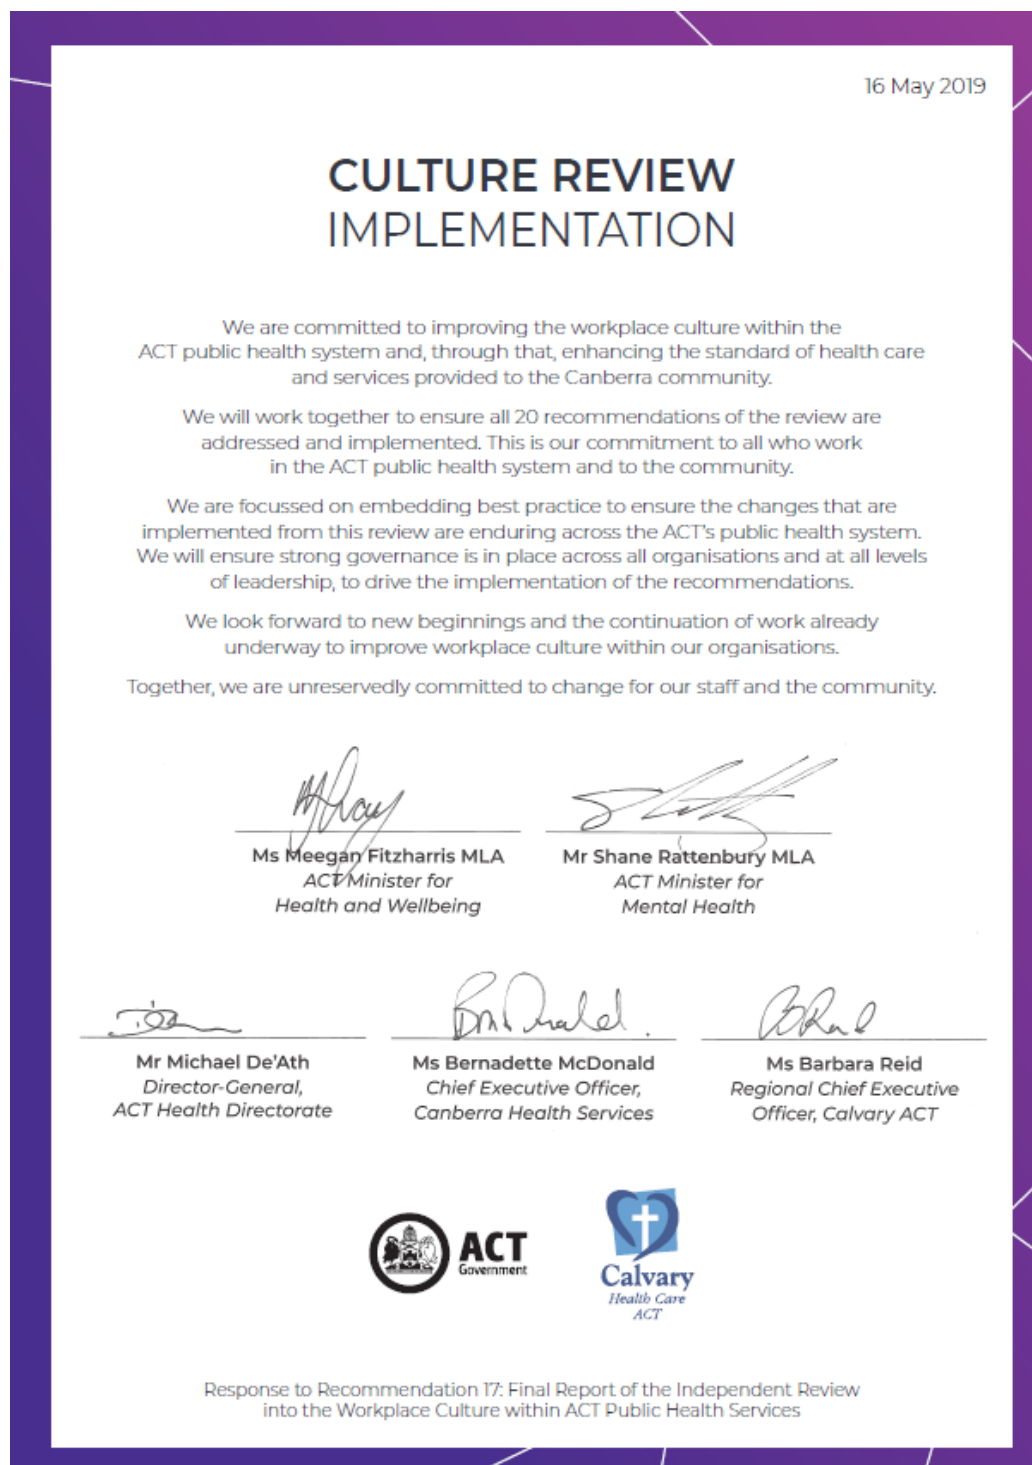 16 May 2019
CULTURE REVIEW
IMPLEMENTATION
We are committed to improving the workplace culture within the
ACT public health system and, through that, enhancing the standard of health care
and services provided to the Canberra community.
We will work together to ensure all 20 recommendations of the review are
addressed and implemented. This is our commitment to all who work
in the ACT public health system and to the community.
We are focussed on embedding best practice to ensure the changes that are
implemented from this review are enduring across the ACT's public health system.
We will ensure strong governance is in place across all organisations and at all levels
of leadership, to drive the implementation of the recommendations.
We look forward to new beginnings and the continuation of work already
underway to improve workplace culture within our organisations.
Together, we are unreservedly committed to change for our staff and the community.
Ms Meegan Fitzharris MLA
ACT Minister for
Health and Wellbeing
Mr Shane Rattenbury MLA
ACT Minister for
Mental Health
Mr Michael De'Ath
Director-General,
ACT Health Directorate
Ms Bernadette McDonald
Chief Executive Officer,
Canberra Health Services
Ms Barbara Reid
Regional Chief Executive
Officer, Calvary ACT
ACT
Government
Calvary
Health Care
ACT
Response to Recommendation 17: Final Report of the Independent Review
into the Workplace Culture within ACT Public Health Services